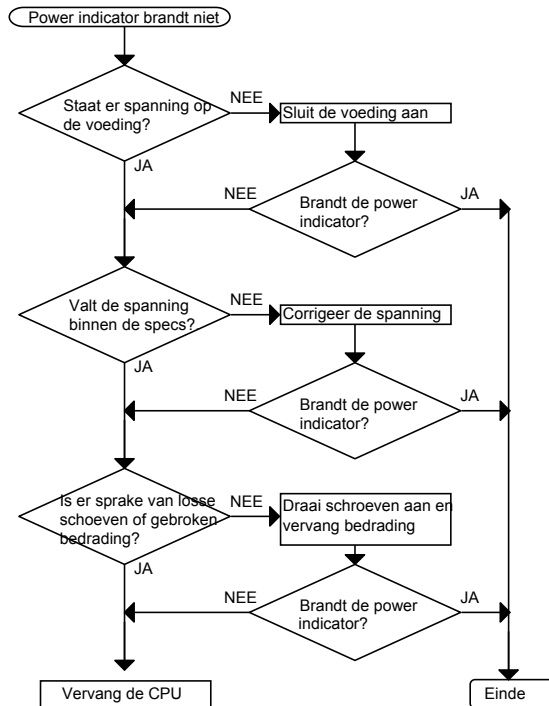 Power indicator brandt niet
Staat er spanning op
de voeding?
NEE
Sluit de voeding aan
JA
NEE
Brandt de power
indicator?
JA
Valt de spanning
binnen de specs?
NEE
Corrigeer de spanning
JA
NEE
Brandt de power
indicator?
JA
Is er sprake van losse
schoeven of gebroken
bedrading?
NEE
Draai schroeven aan en
vervang bedrading
JA
NEE
Brandt de power
indicator?
JA
Vervang de CPU
Einde